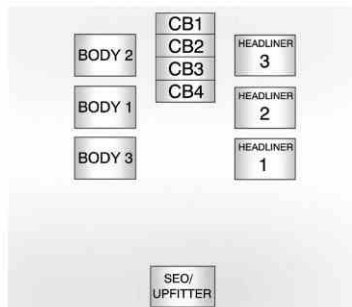 CB1
CB2
CB3
CB4
BODY 2
BODY 1
BODY 3
HEADLINER
3
HEADLINER
2
HEADLINER
1
SEO/
UPFITTER